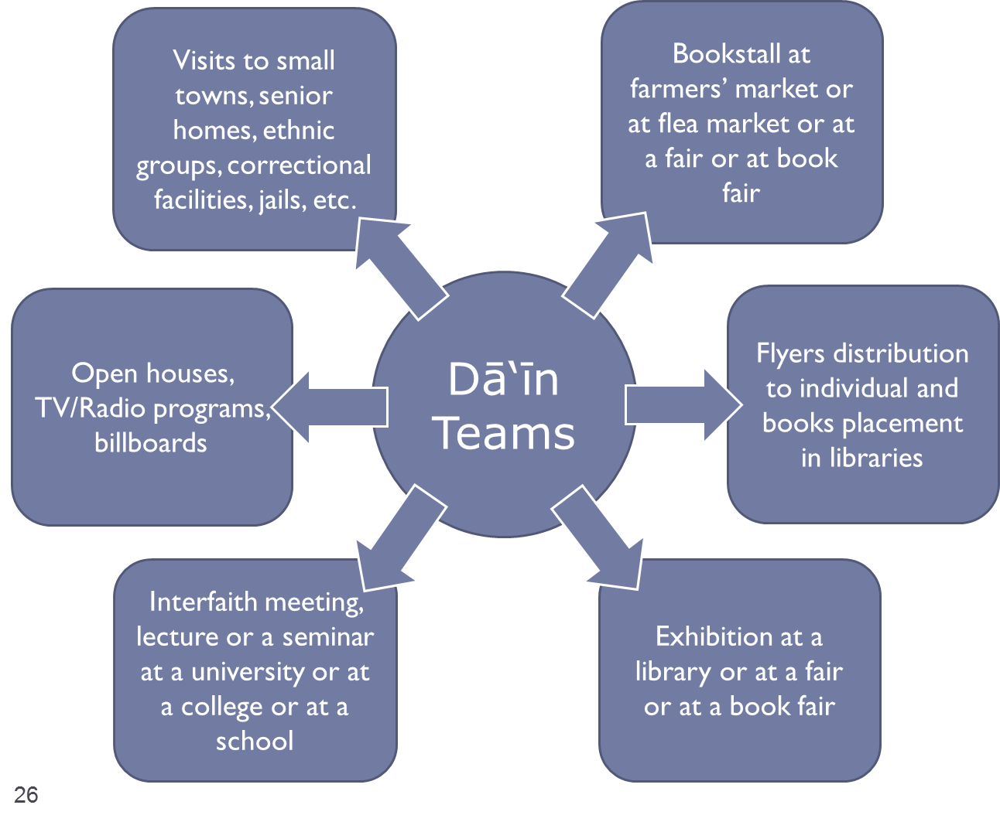 Visits to small
towns, senior
homes, ethnic
groups, correctional
facilities, jails, etc.
Bookstall at
farmers’ market or
at flea market or at
a fair or at book
fair
Open houses,
TV/Radio programs,
billboards
Dā‘īn
Teams
Flyers distribution
to individual and
books placement
in libraries
Interfaith meeting,
lecture or a seminar
at a university or at
a college or at a
school
Exhibition at a
library or at a fair
or at a book fair
26